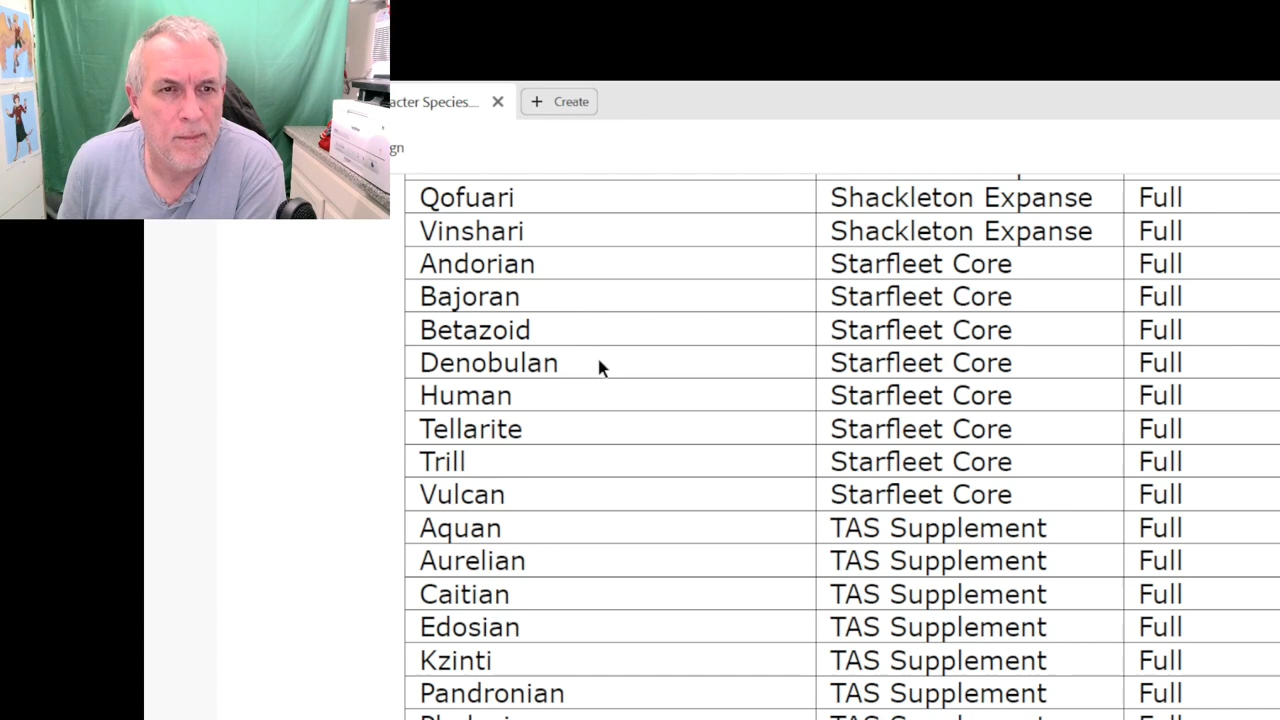 acter Species...
Create
gn
Qofuari Shackleton Expanse Full
Vinshari Shackleton Expanse Full
Andorian Starfleet Core Full
Bajoran Starfleet Core Full
Betazoid Starfleet Core Full
Denobulan Starfleet Core Full
Human Starfleet Core Full
Tellarite Starfleet Core Full
Trill Starfleet Core Full
Vulcan Starfleet Core Full
Aquan TAS Supplement Full
Aurelian TAS Supplement Full
Caitian TAS Supplement Full
Edosian TAS Supplement Full
Kzinti TAS Supplement Full
Pandronian TAS Supplement Full